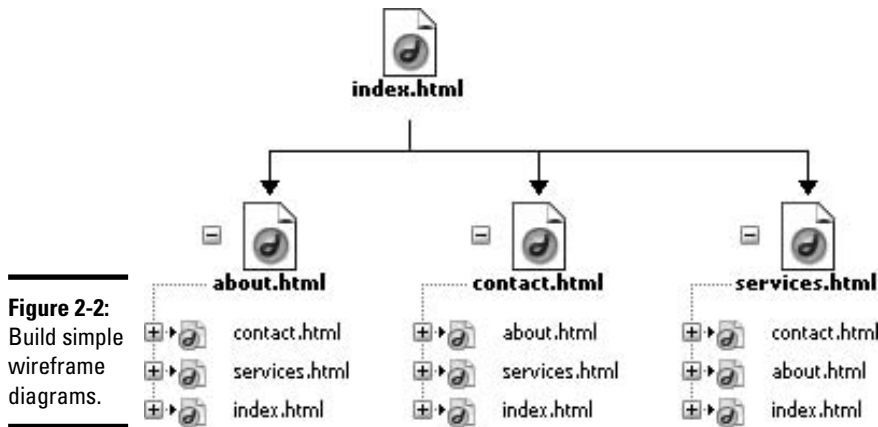 index.html
about.html
contact.html
services.html
Figure 2-2:
Build simple
wireframe
diagrams.
contact.html
services.html
index.html
about.html
services.html
index.html
contact.html
about.html
index.html